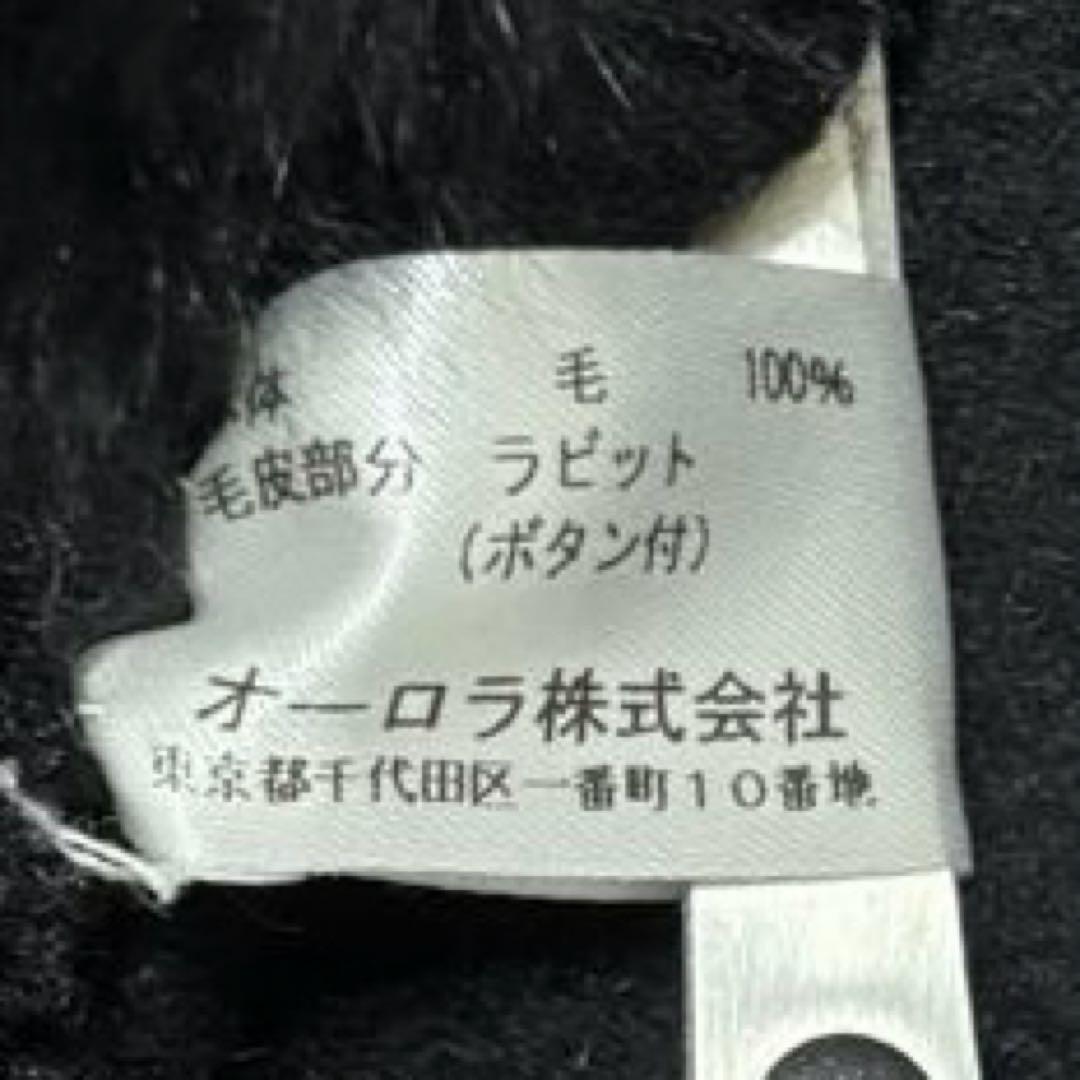 体 毛 100%
毛皮部分 ラビット
(ボタン付)
オーロラ株式会社
東京都千代田区一番町10番地